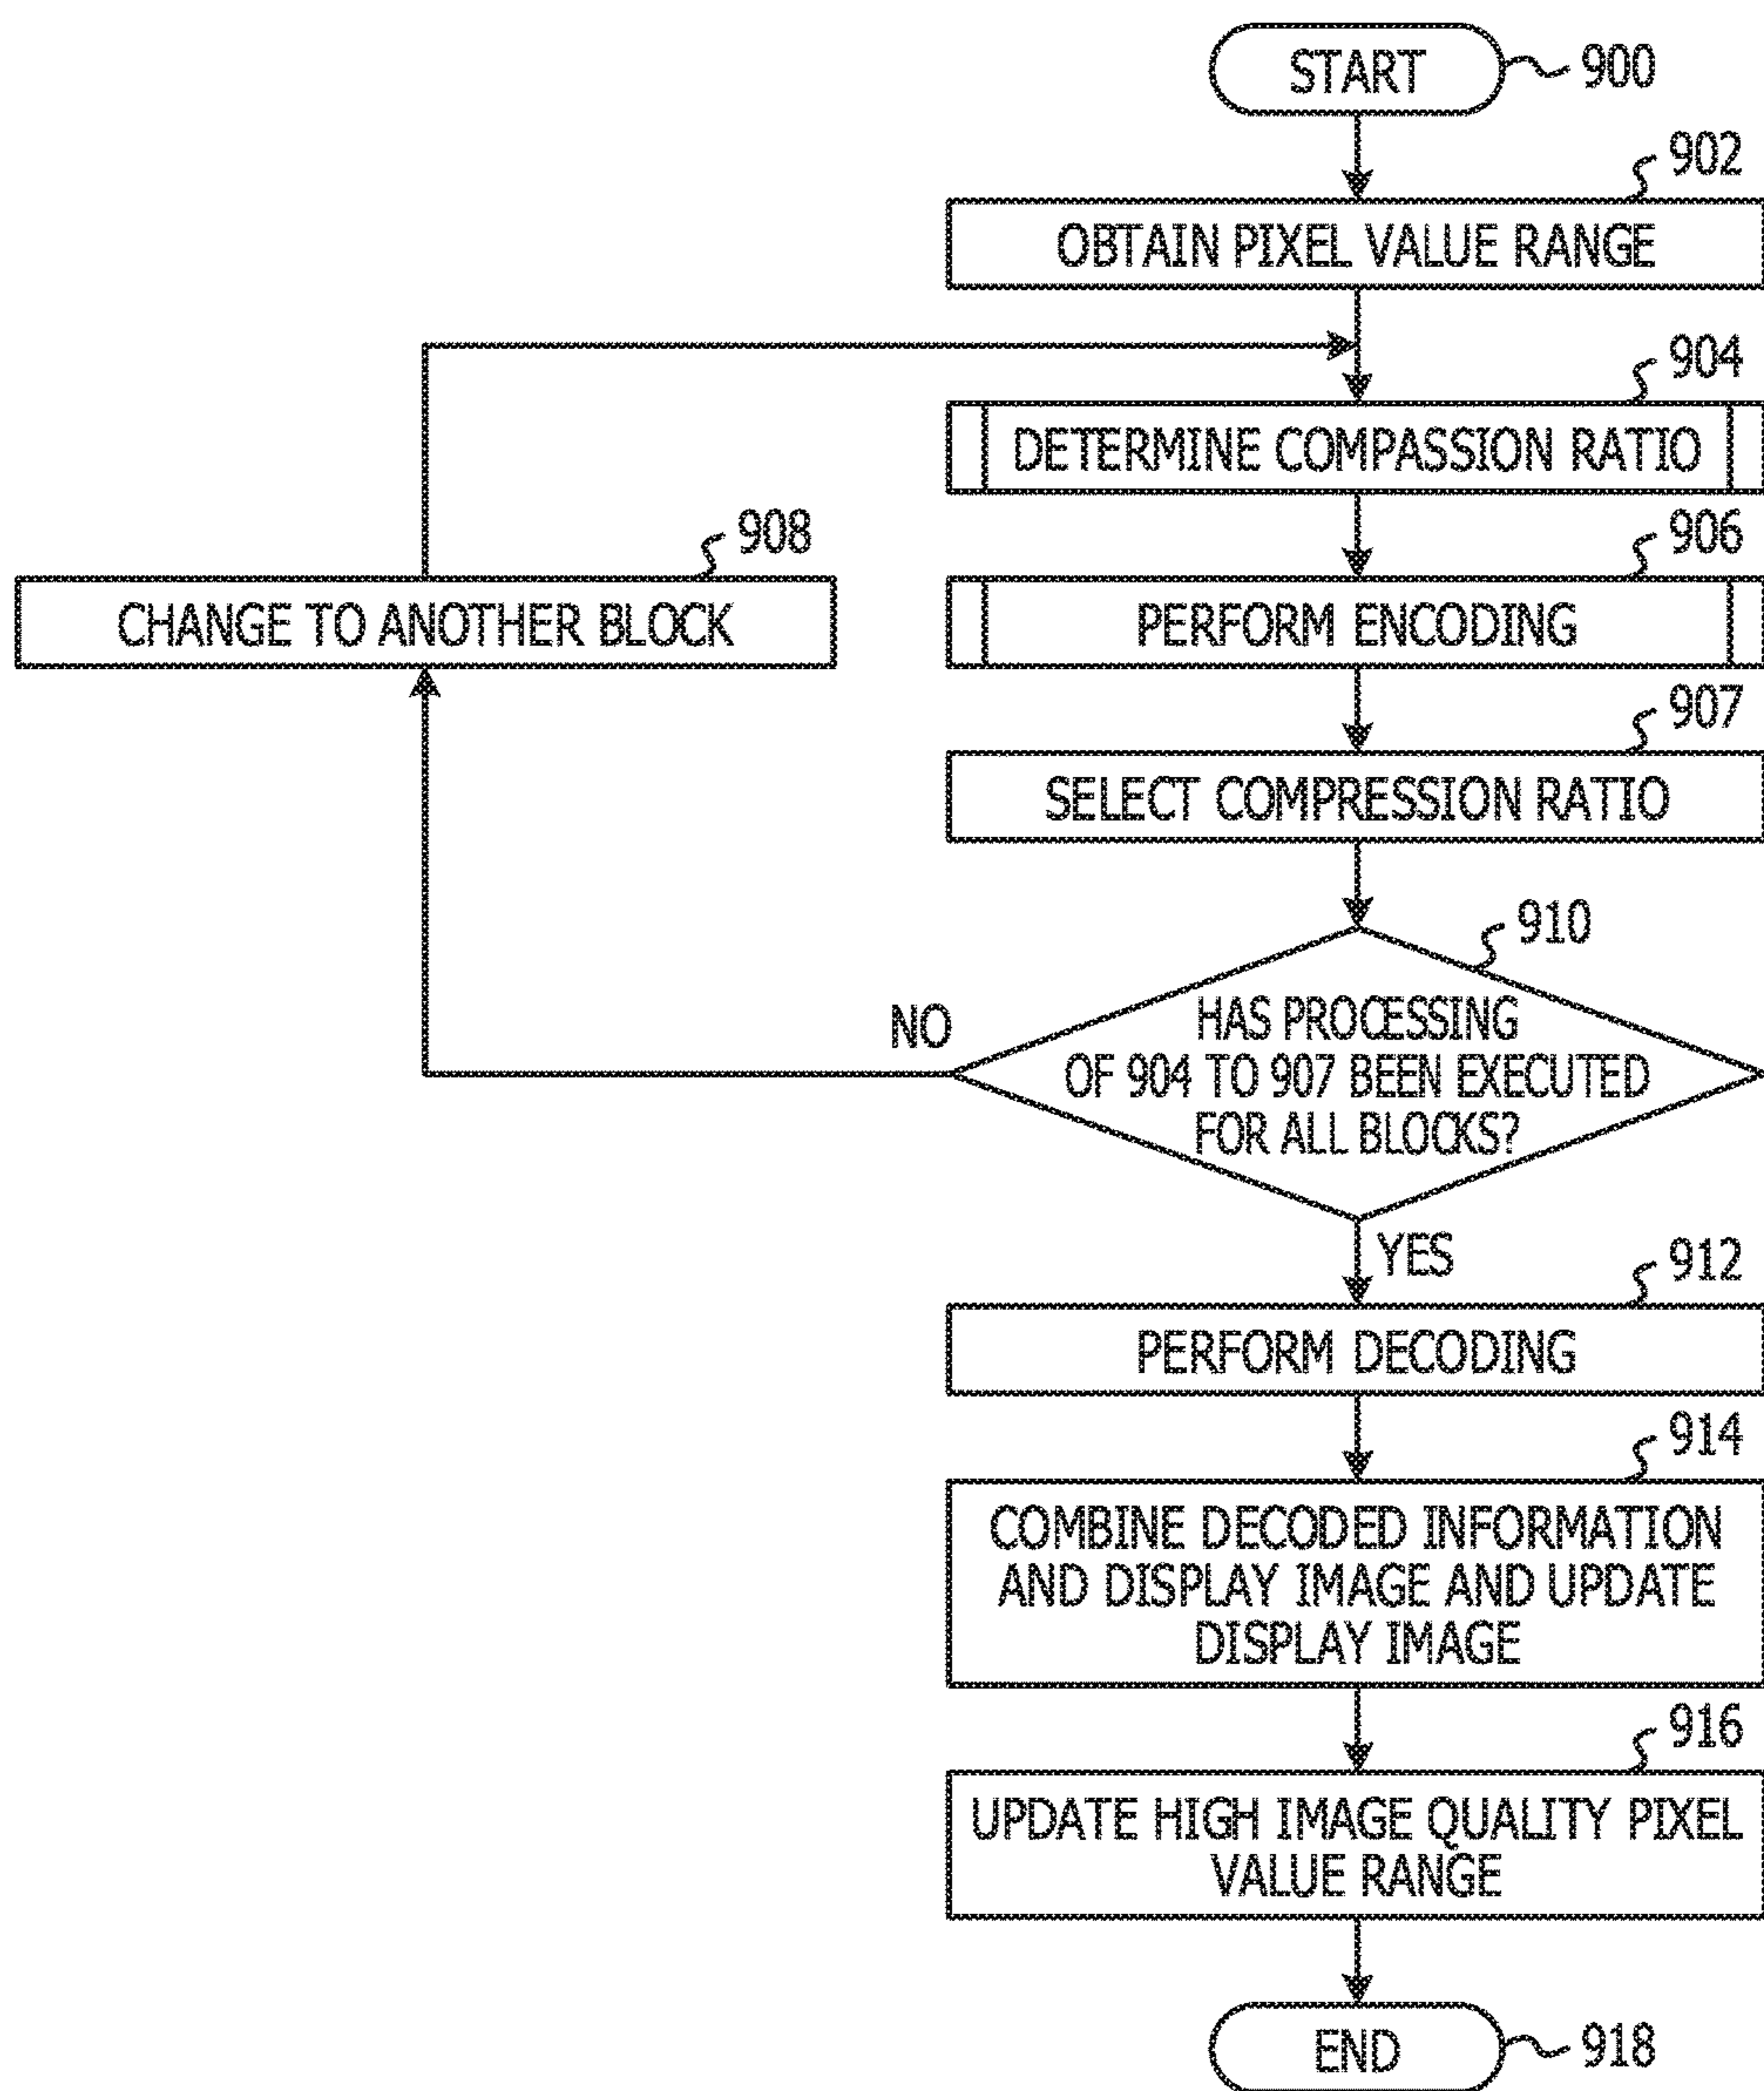 START
900
902
OBTAIN PIXEL VALUE RANGE
904
DETERMINE COMPASSION RATIO
908
CHANGE TO ANOTHER BLOCK
906
PERFORM ENCODING
907
SELECT COMPRESSION RATIO
910
NO
HAS PROCESSING
OF 904 TO 907 BEEN EXECUTED
FOR ALL BLOCKS?
YES
912
PERFORM DECODING
914
COMBINE DECODED INFORMATION
AND DISPLAY IMAGE AND UPDATE
DISPLAY IMAGE
916
UPDATE HIGH IMAGE QUALITY PIXEL
VALUE RANGE
END
918